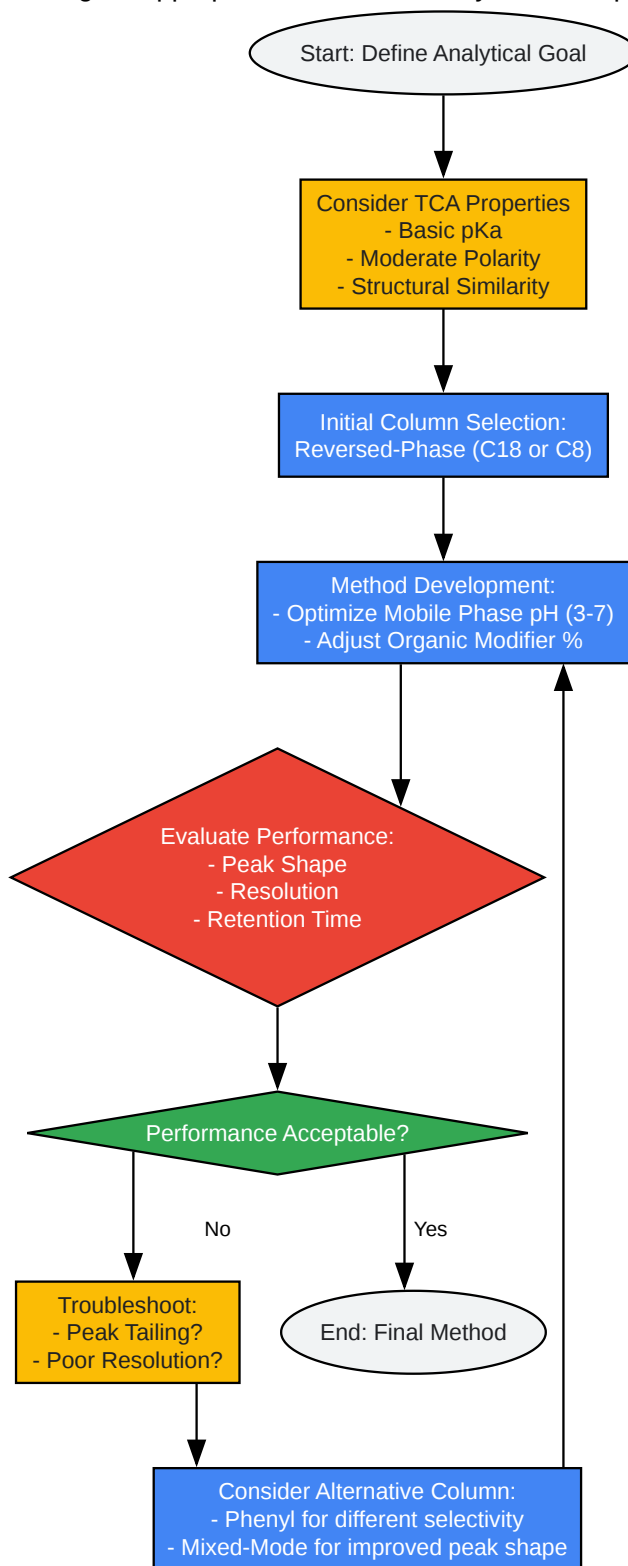 Start: Define Analytical Goal
Consider TCA Properties
- Basic pKa
- Moderate Polarity
- Structural Similarity
Initial Column Selection:
Reversed-Phase (C18 or C8)
Method Development:
- Optimize Mobile Phase pH (3-7)
- Adjust Organic Modifier %
Evaluate Performance:
- Peak Shape
- Resolution
- Retention Time
Performance Acceptable?
No
Yes
Troubleshoot:
- Peak Tailing?
- Poor Resolution?
End: Final Method
Consider Alternative Column:
- Phenyl for different selectivity
- Mixed-Mode for improved peak shape